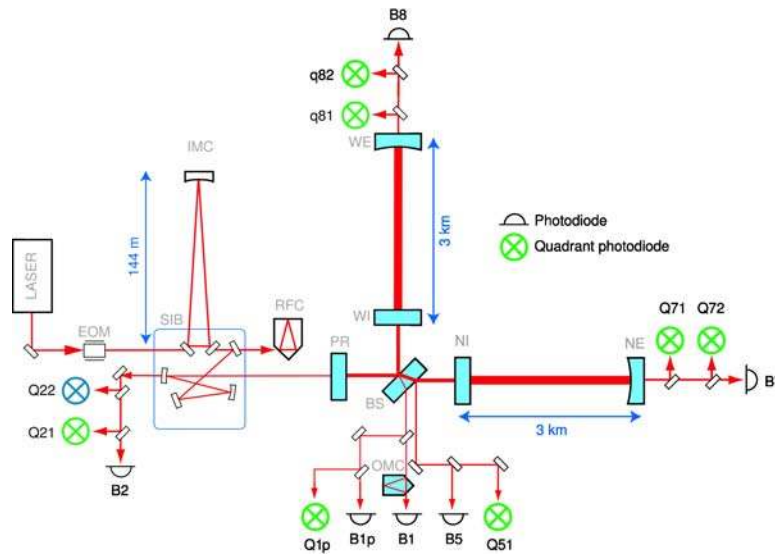 B8
q82
q81
WE
IMC
3 km
144 m
Photodiode
Quadrant photodiode
LASER
EOM
SIB
RFC
WI
PR
BS
NI
NE
Q71
Q72
B
3 km
Q22
Q21
B2
OMC
Q1p
B1p
B1
B5
Q51